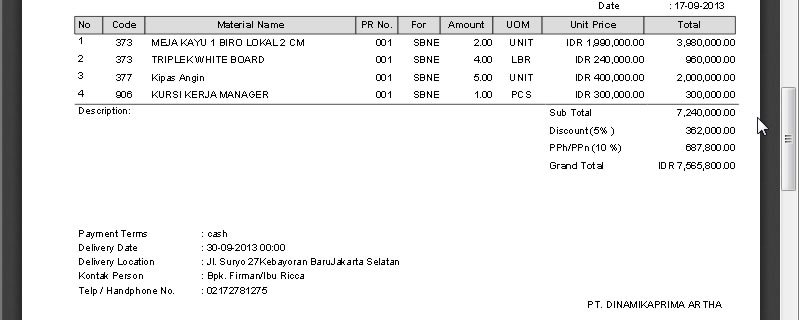 Date : 17-09-2013
No Code Material Name PR No. For Amount UOM Unit Price Total
1 373 MEJA KAYU 1 BIRO LOKAL 2 CM 001 SBNE 2.00 UNIT IDR 1,990,000.00 3,980,000.00
2 373 TRIPLEK WHITE BOARD 001 SBNE 4.00 LBR IDR 240,000.00 960,000.00
3 377 Kipas Angin 001 SBNE 5.00 UNIT IDR 400,000.00 2,000,000.00
4 906 KURSI KERJA MANAGER 001 SBNE 1.00 PCS IDR 300,000.00 300,000.00
Description: Sub Total 7,240,000.00
Discount(5% ) 362,000.00
PPh/PPn (10 %) 687,800.00
Grand Total IDR 7,565,800.00
Payment Terms : cash
Delivery Date : 30-09-2013 00:00
Delivery Location : Jl. Suryo 27Kebayoran BaruJakarta Selatan
Kontak Person : Bpk. Firman/Ibu Ricca
Telp / Handphone No. : 02172781275
PT. DINAMIKAPRIMA ARTHA